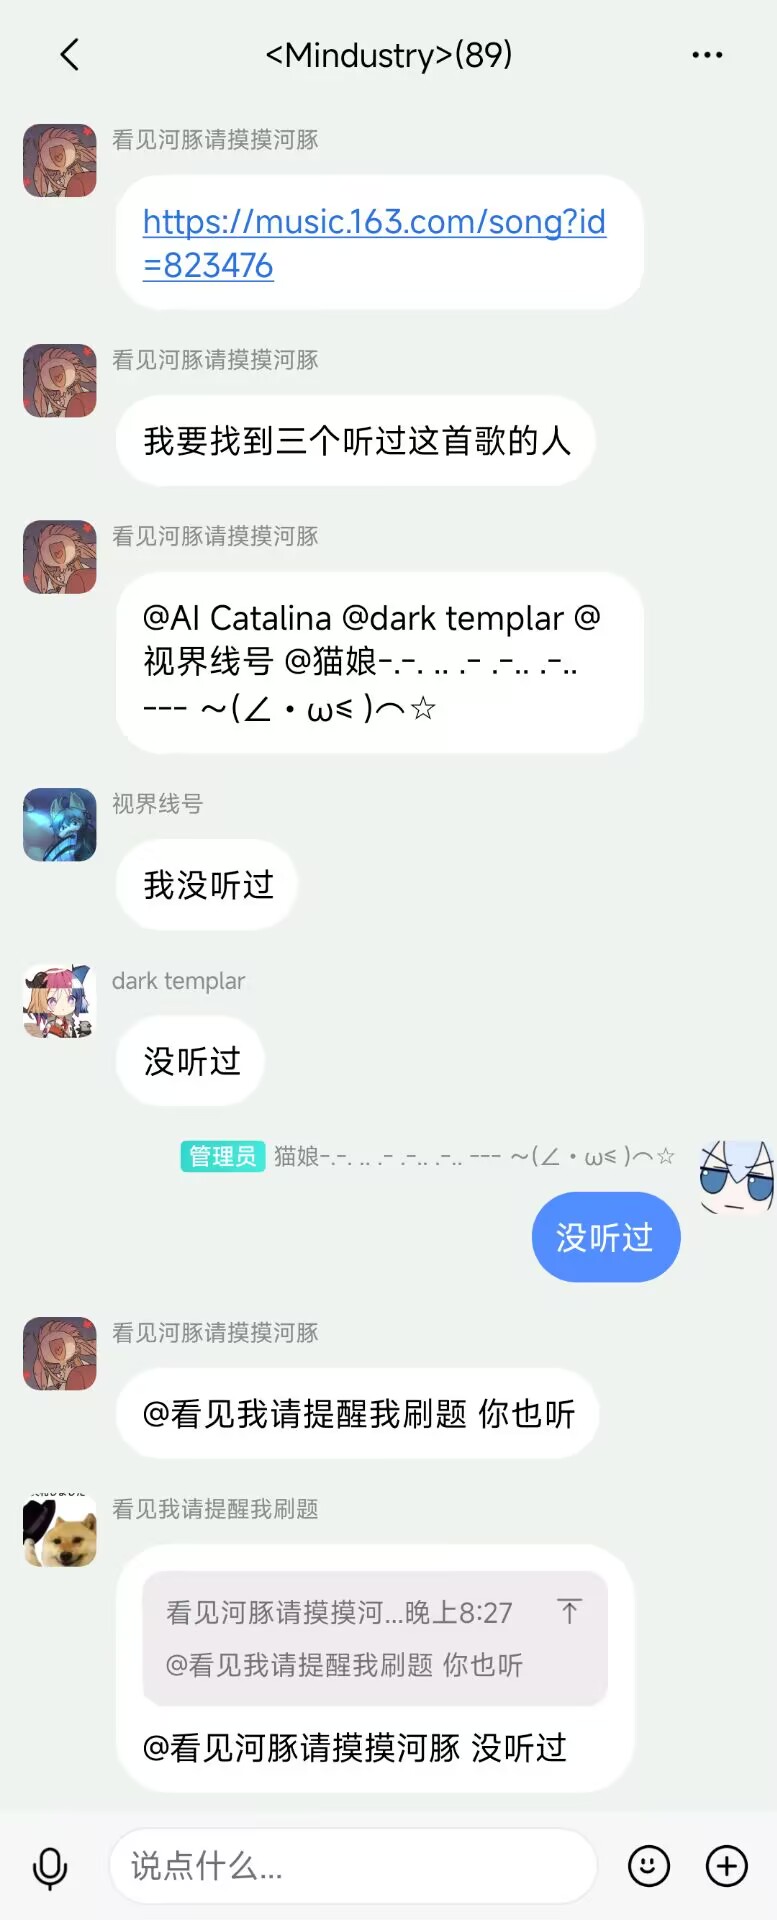 <Mindustry>(89)
看见河豚请摸摸河豚
https://music.163.com/song?id
=823476
看见河豚请摸摸河豚
我要找到三个听过这首歌的人
看见河豚请摸摸河豚
@AI Catalina @dark templar @
视界线号 @猫娘-.-. .. .- .-.. .-..
--- ～(∠・ω≤ )⌒☆
视界线号
我没听过
dark templar
没听过
管理员 猫娘-.-. .. .- .-.. .-.. --- ～(∠・ω≤ )⌒☆
没听过
看见河豚请摸摸河豚
@看见我请提醒我刷题 你也听
看见我请提醒我刷题
看见河豚请摸摸河...晚上8:27
@看见我请提醒我刷题 你也听
@看见河豚请摸摸河豚 没听过
说点什么...